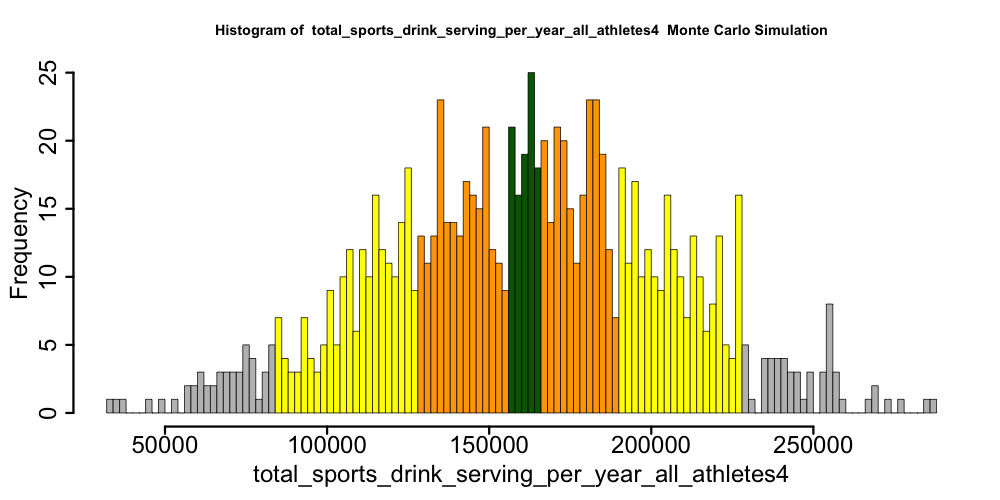 Histogram of  total_sports_drink_serving_per_year_all_athletes4  Monte Carlo Simulation
25
20
15
10
5
0
Frequency
50000 100000 150000 200000 250000
total_sports_drink_serving_per_year_all_athletes4